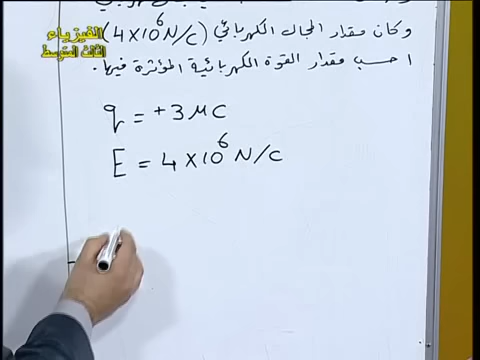 وكان مقدار المجال الكهربائي (4×10⁶ N/C)
احسب مقدار القوة الكهربائية المؤثرة فيها.
q = +3 μC
E = 4 × 10⁶ N/C
الفيزياء
الثالث المتوسط